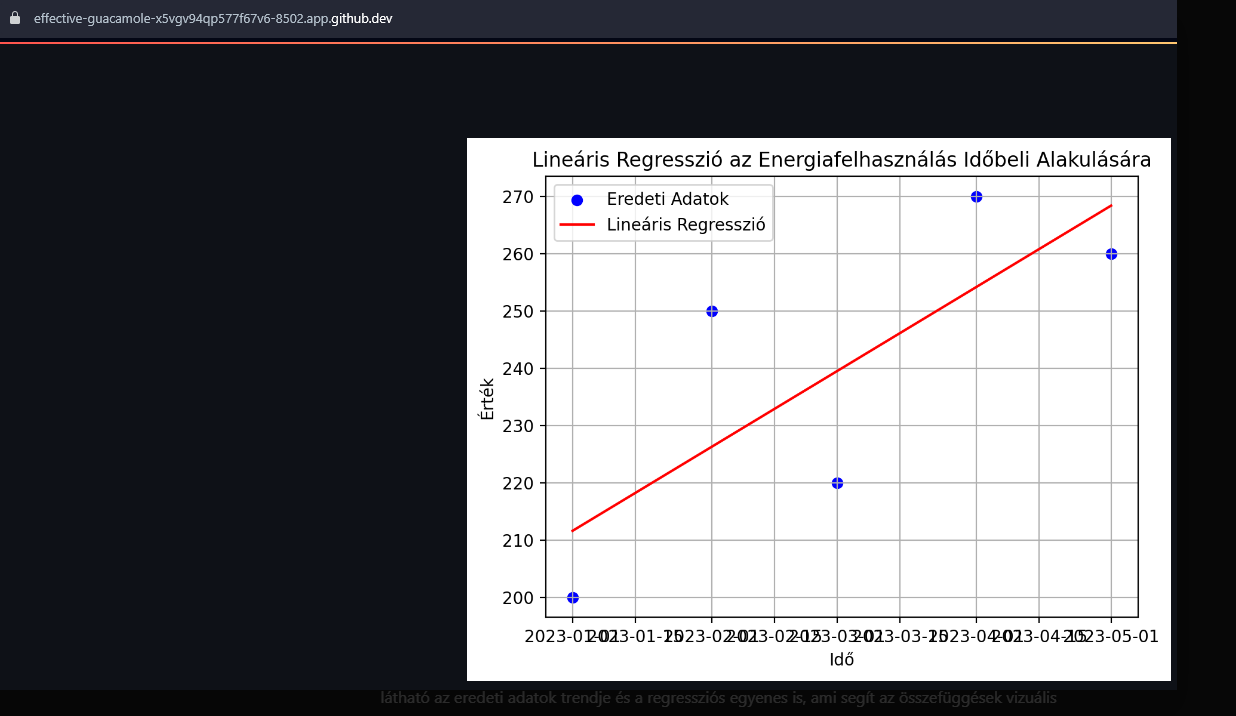 effective-guacamole-x5vgv94qp577f67v6-8502.app.github.dev
Lineáris Regresszió az Energiafelhasználás Időbeli Alakulására
Eredeti Adatok
Lineáris Regresszió
270
260
250
240
230
220
210
200
Érték
2023-01-01 2023-01-15 2023-02-01 2023-02-15 2023-03-01 2023-03-15 2023-04-01 2023-04-15 2023-05-01
Idő
látható az eredeti adatok trendje és a regressziós egyenes is, ami segít az összefüggések vizuális